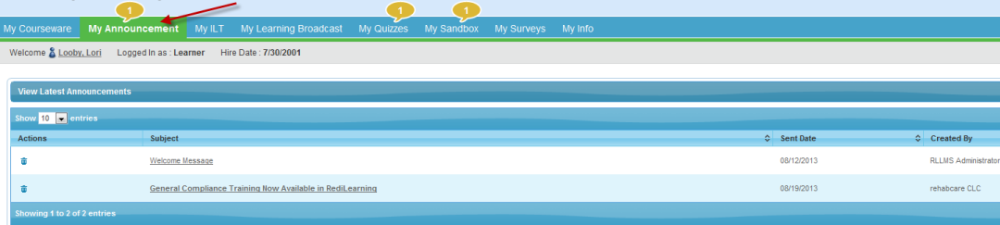 1 1 1
My Courseware My Announcement My ILT My Learning Broadcast My Quizzes My Sandbox My Surveys My Info
Welcome Looby, Lori Logged In as : Learner Hire Date : 7/30/2001
View Latest Announcements
Show 10 entries
Actions Subject Sent Date Created By
Welcome Message 08/12/2013 RLLMS Administrator
General Compliance Training Now Available in RediLearning 08/19/2013 rehabcare CLC
Showing 1 to 2 of 2 entries